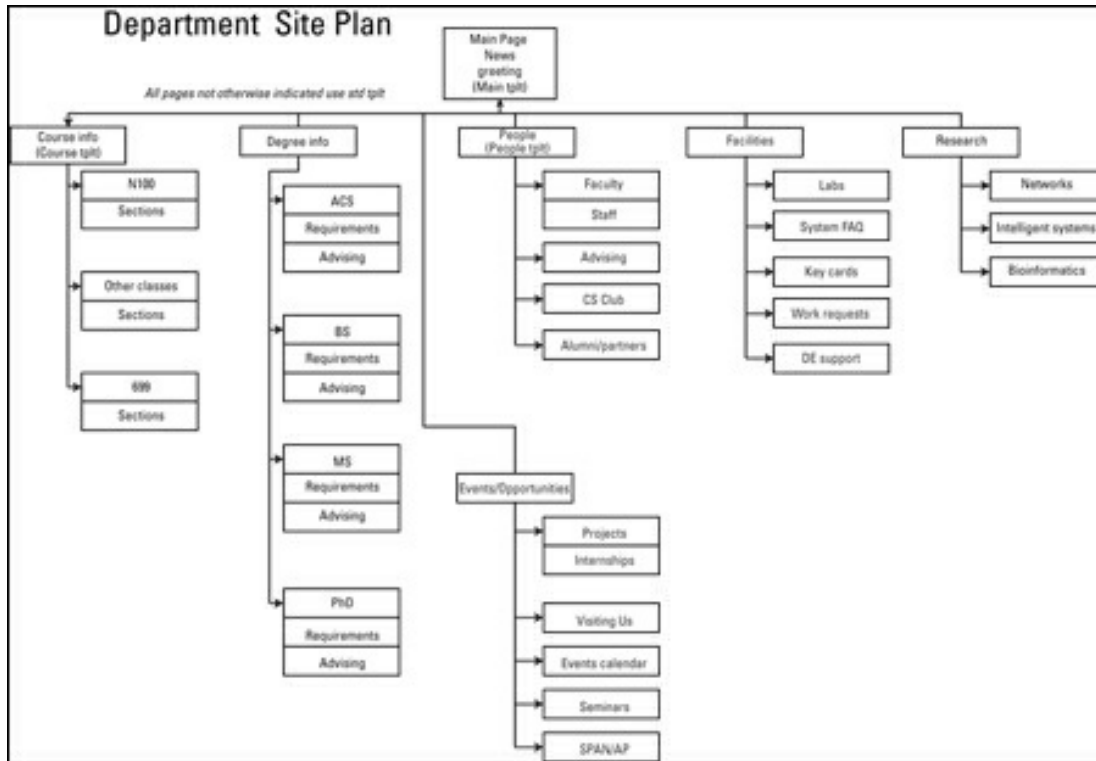 Department Site Plan
Main Page
News
greeting
(Main tplt)
All pages not otherwise indicated use std tplt
Course info
(Course tplt)
N100
Sections
Other classes
Sections
699
Sections
Degree info
ACS
Requirements
Advising
BS
Requirements
Advising
MS
Requirements
Advising
PhD
Requirements
Advising
People
(People tplt)
Faculty
Staff
Advising
CS Club
Alumni/partners
Events/Opportunities
Projects
Internships
Visiting Us
Events calendar
Seminars
SPAN/AP
Facilities
Labs
System FAQ
Key cards
Work requests
DE support
Research
Networks
Intelligent systems
Bioinformatics